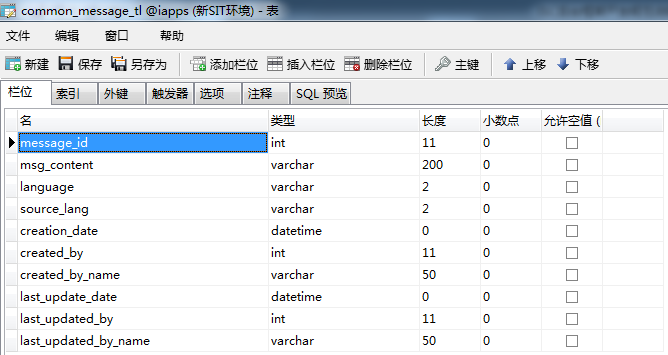 common_message_tl @iapps (新SIT环境) - 表
文件 编辑 窗口 帮助
新建 保存 另存为 添加栏位 插入栏位 删除栏位 主键 上移 下移
栏位 索引 外键 触发器 选项 注释 SQL 预览
名 类型 长度 小数点 允许空值 (
message_id int 11 0
msg_content varchar 200 0
language varchar 2 0
source_lang varchar 2 0
creation_date datetime 0 0
created_by int 11 0
created_by_name varchar 50 0
last_update_date datetime 0 0
last_updated_by int 11 0
last_updated_by_name varchar 50 0